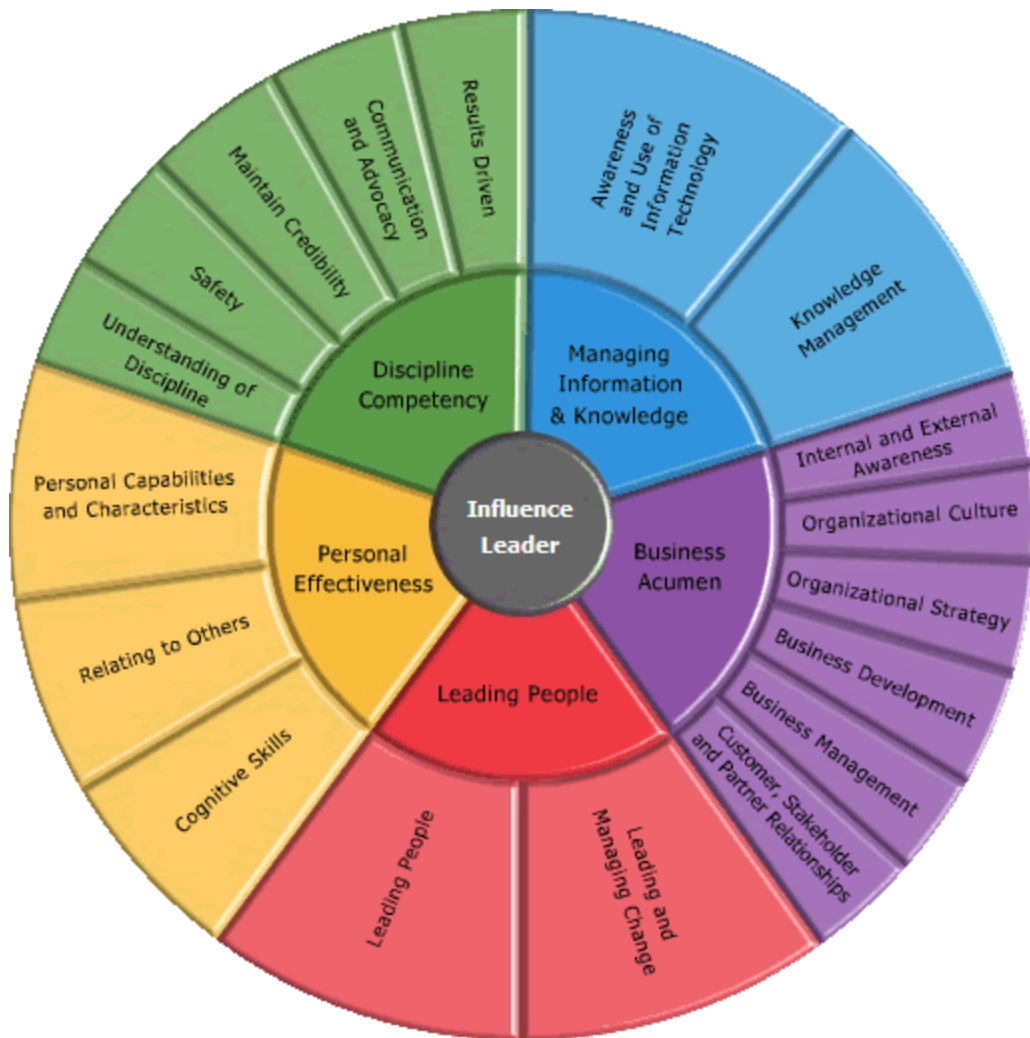 Results Driven
Communication
and Advocacy
Maintain Credibility
Safety
Understanding of
Discipline
Discipline
Competency
Awareness
and Use of
Information
Technology
Knowledge
Management
Managing
Information
& Knowledge
Internal and External
Awareness
Organizational Culture
Organizational Strategy
Business Development
Business Management
Customer, Stakeholder
and Partner Relationships
Business
Acumen
Influence
Leader
Personal Capabilities
and Characteristics
Relating to Others
Cognitive Skills
Personal
Effectiveness
Leading People
Leading People
Leading and
Managing Change